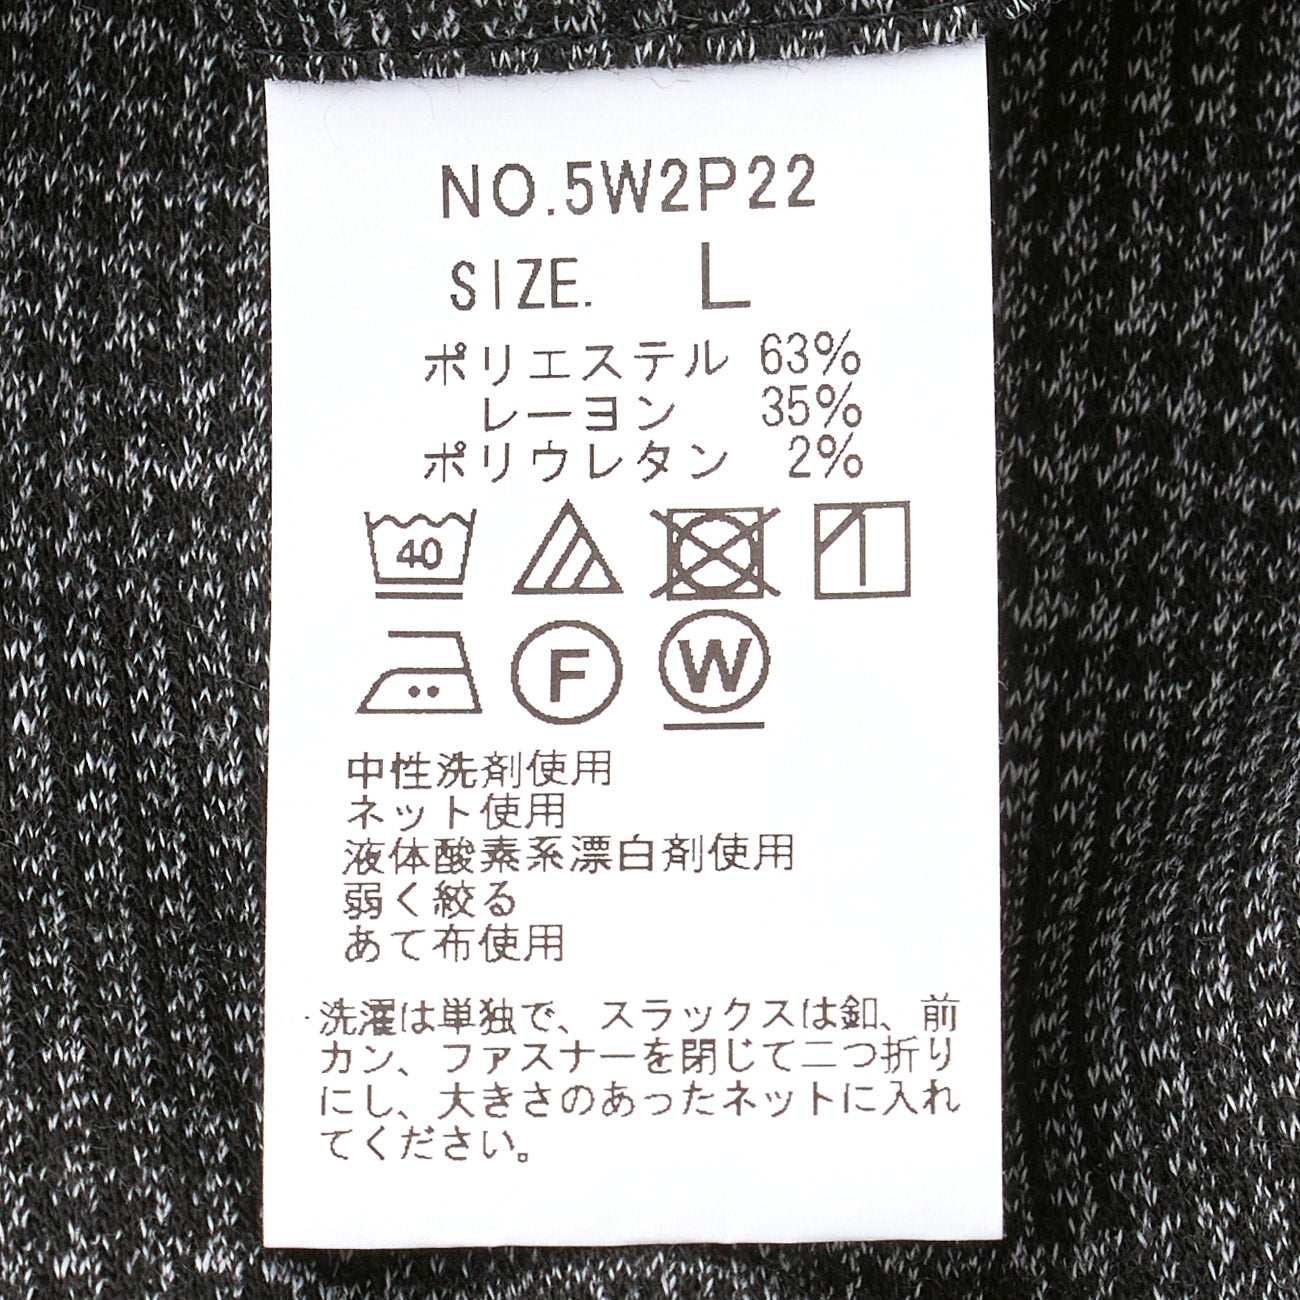 NO.5W2P22
SIZE. L
ポリエステル 63%
レーヨン 35%
ポリウレタン 2%
40
F W
中性洗剤使用
ネット使用
液体酸素系漂白剤使用
弱く絞る
あて布使用
・洗濯は単独で、スラックスは釦、前
カン、ファスナーを閉じて二つ折り
にし、大きさのあったネットに入れ
てください。